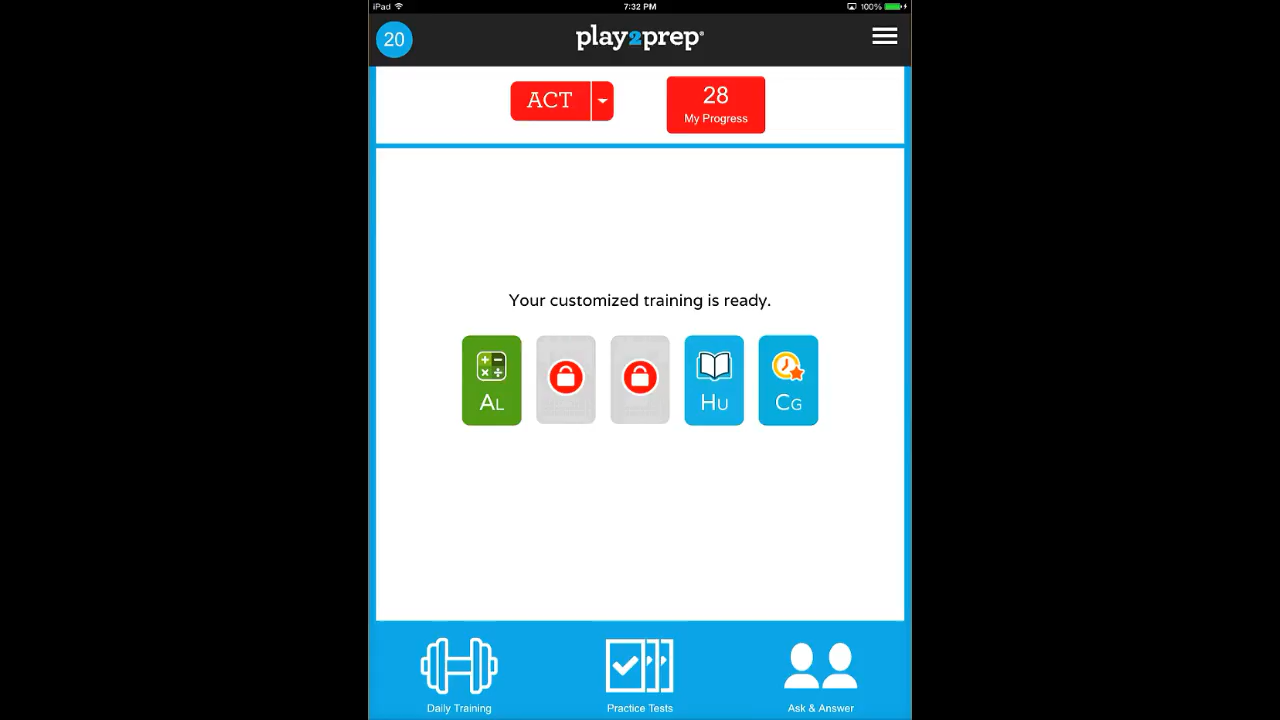 iPad 7:32 PM 100%
20 play2prep®
ACT 28
My Progress
Your customized training is ready.
AL HU CG
Daily Training Practice Tests Ask & Answer